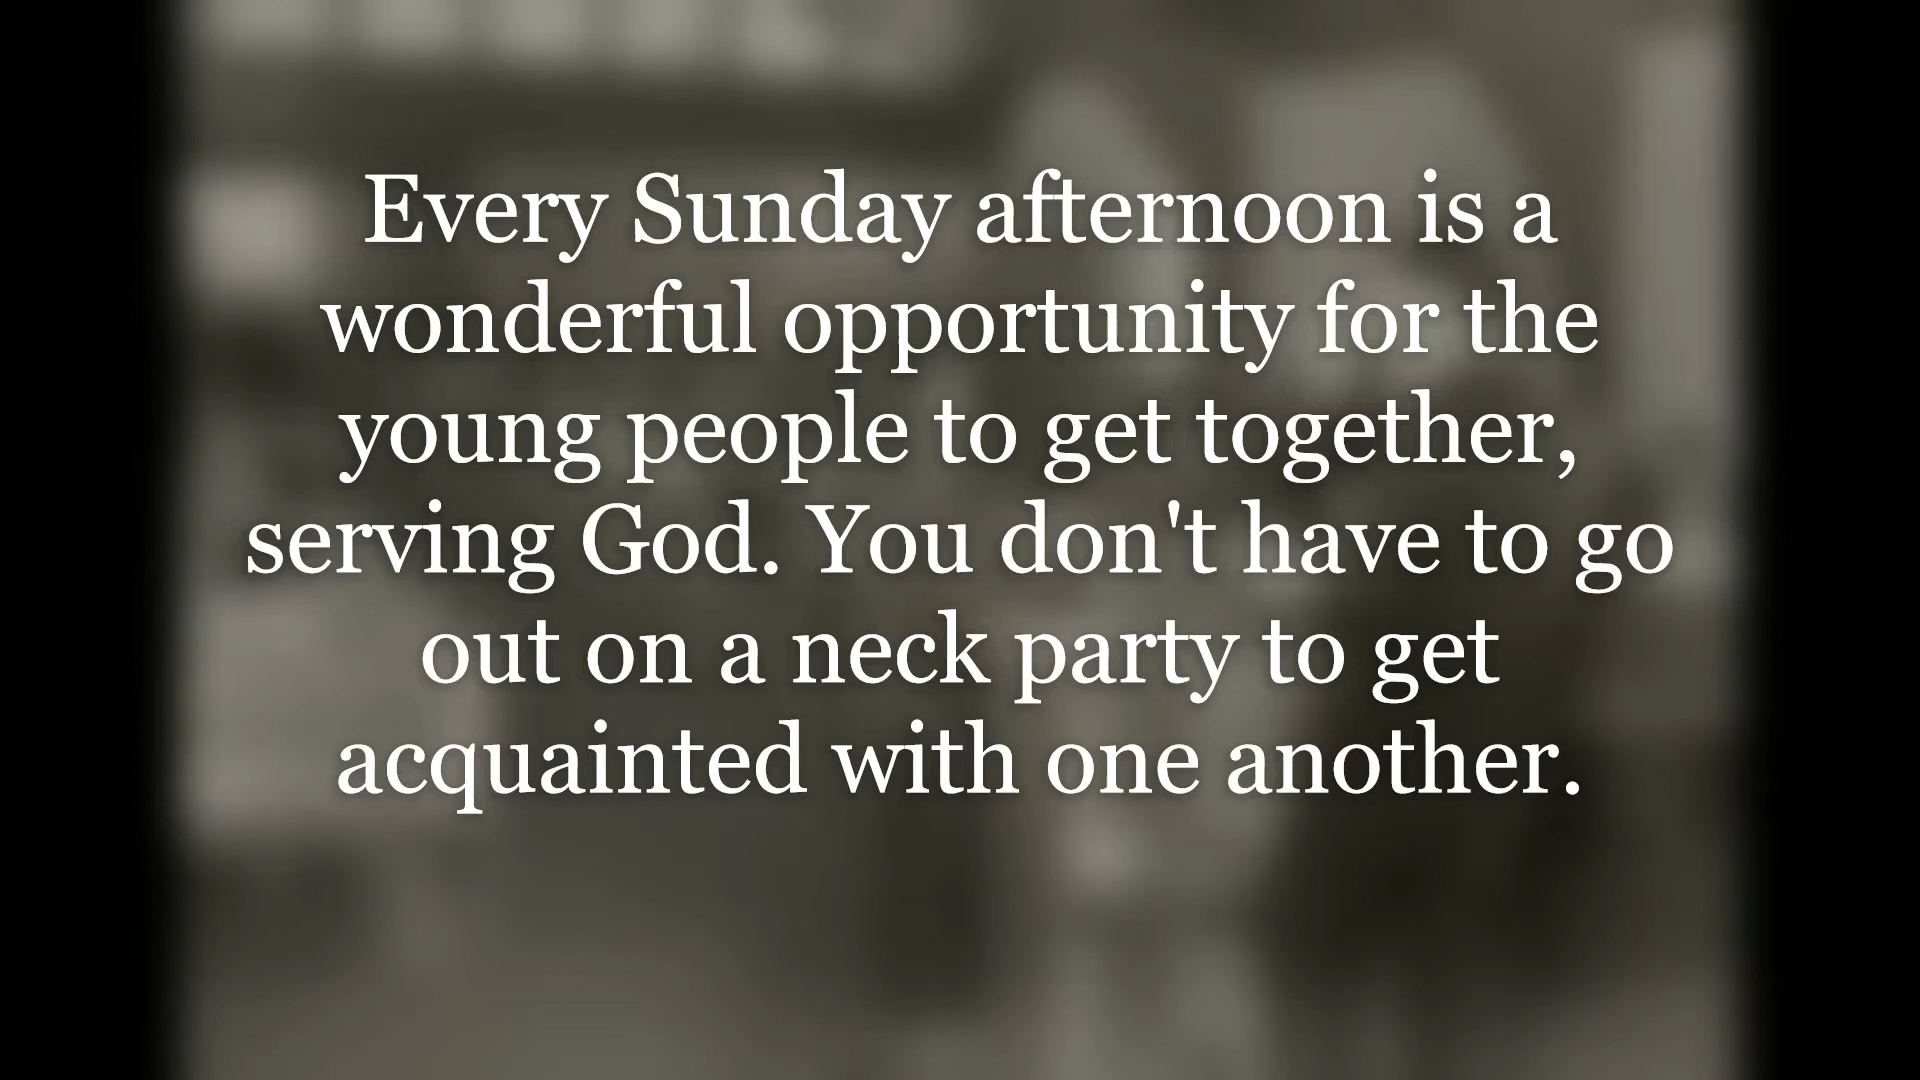 Every Sunday afternoon is a
wonderful opportunity for the
young people to get together,
serving God. You don't have to go
out on a neck party to get
acquainted with one another.